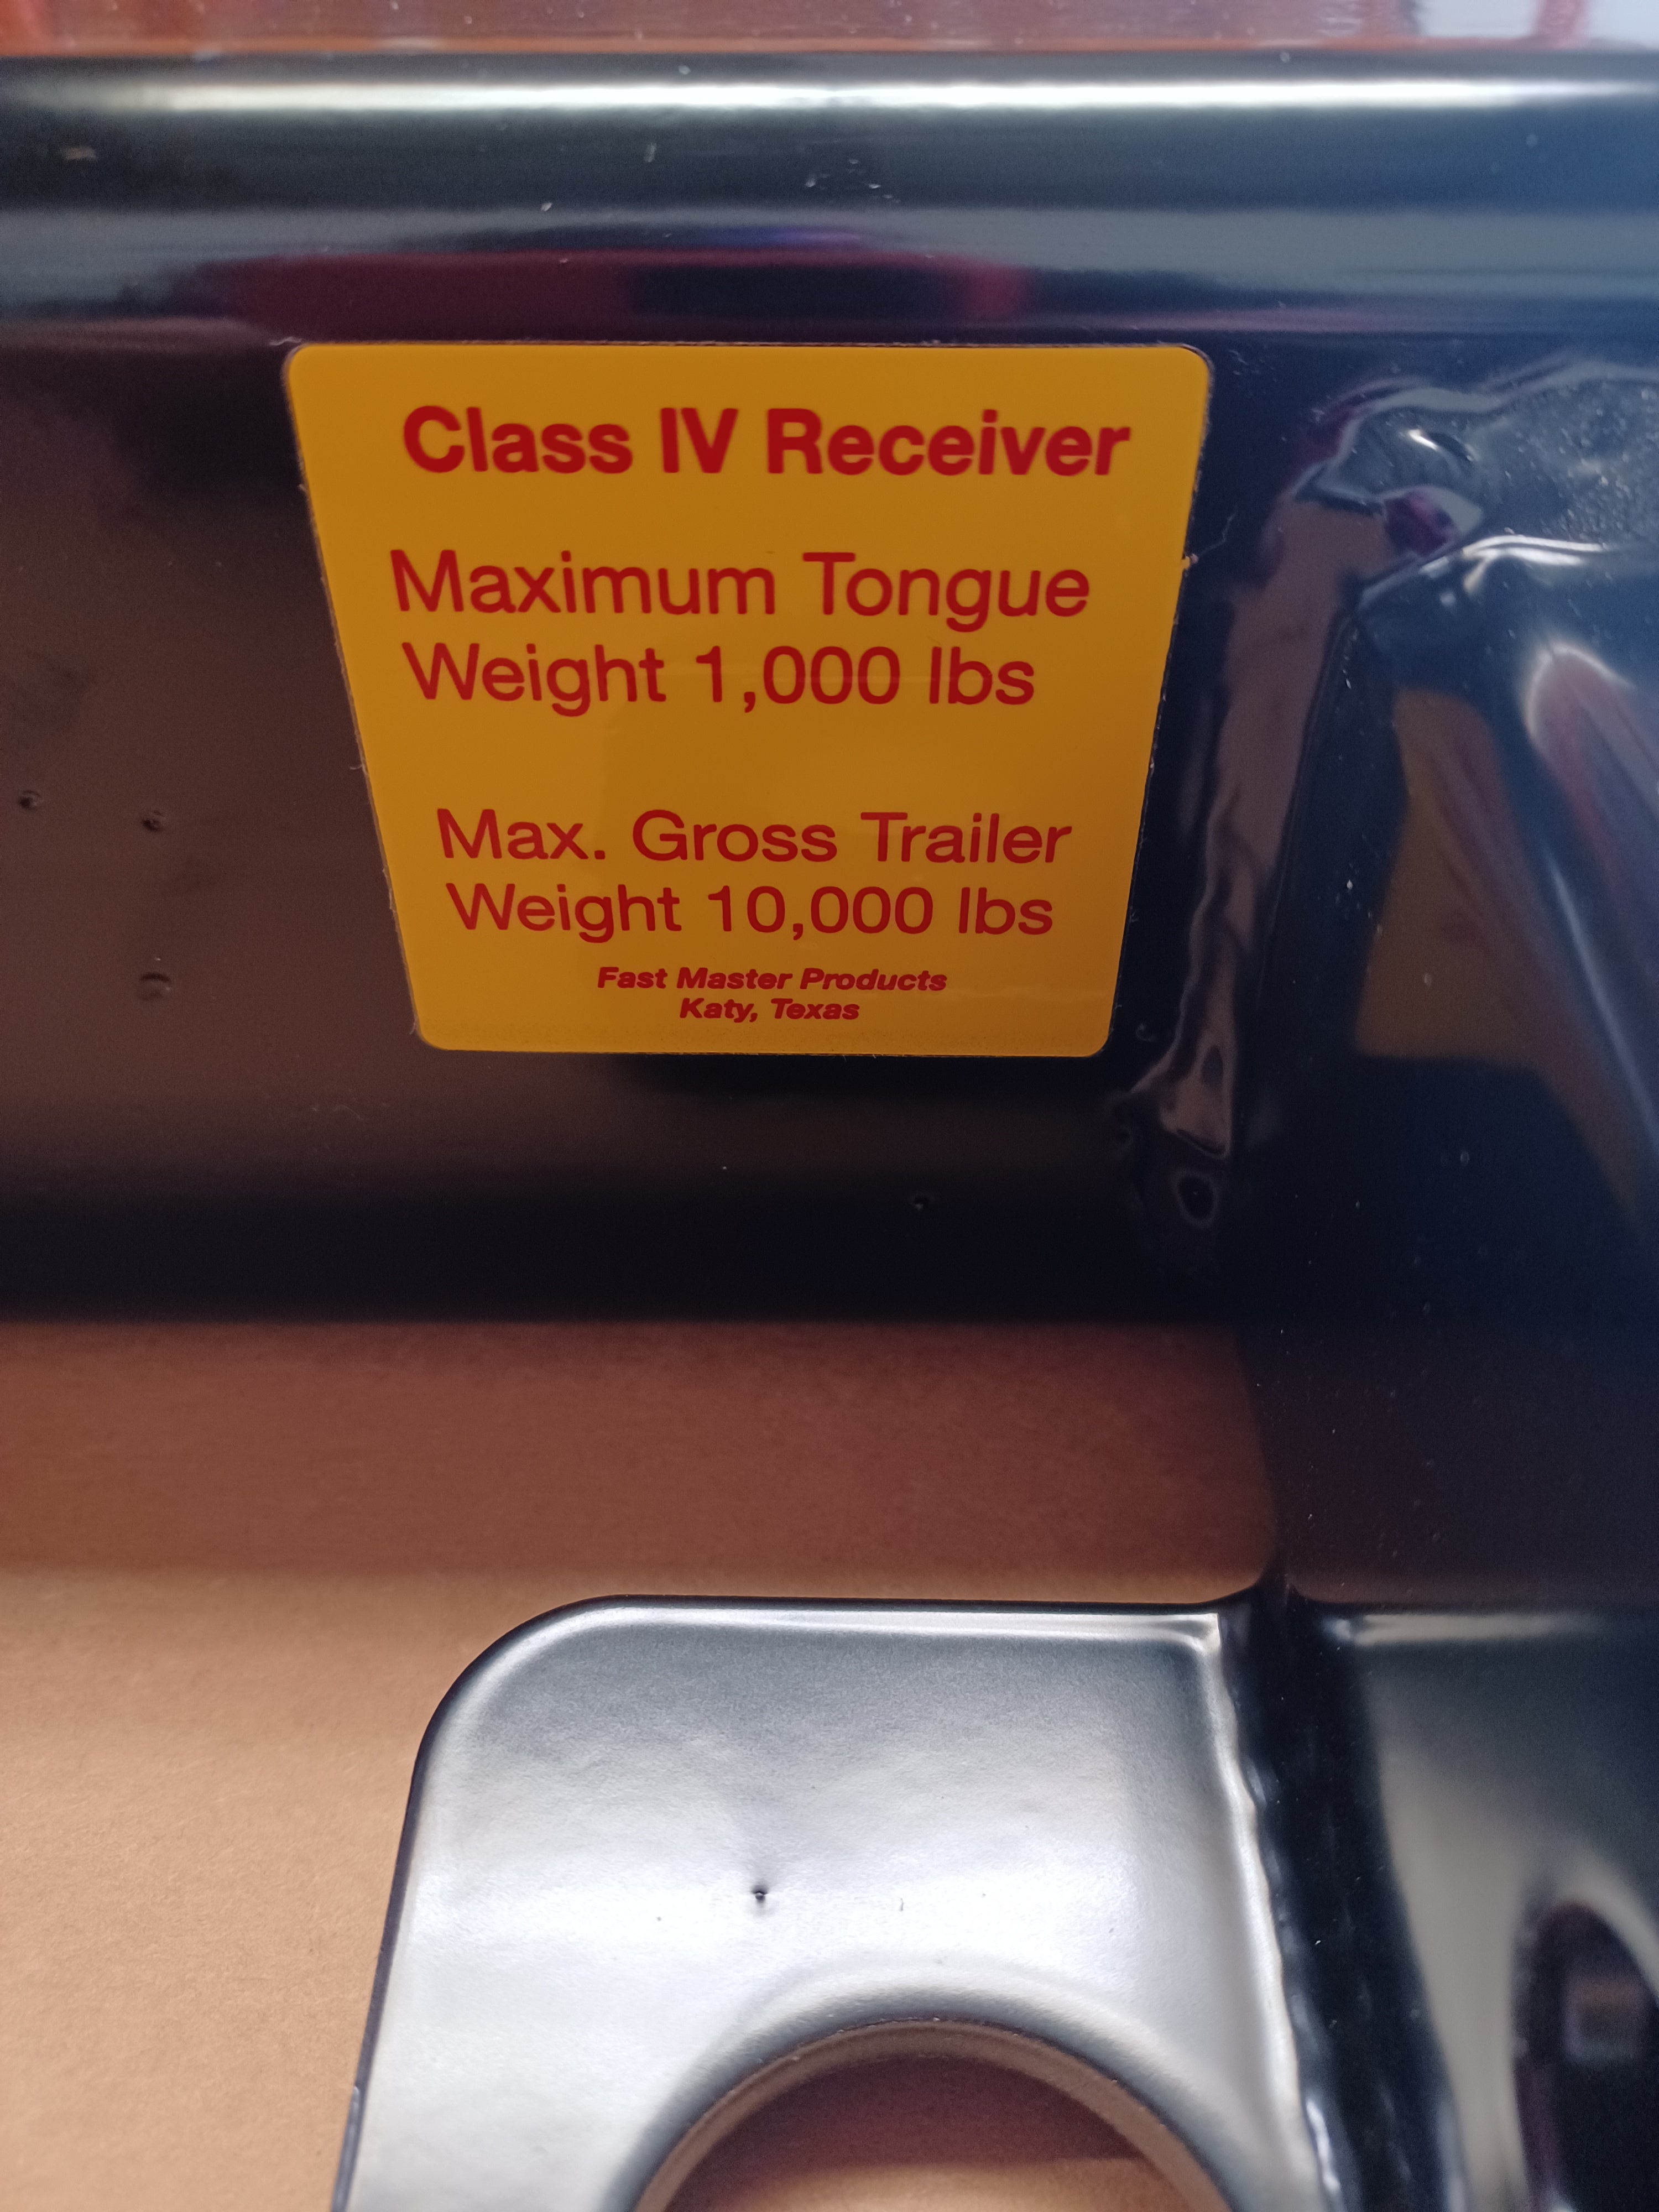 Class IV Receiver
Maximum Tongue
Weight 1,000 lbs
Max. Gross Trailer
Weight 10,000 lbs
Fast Master Products
Katy, Texas